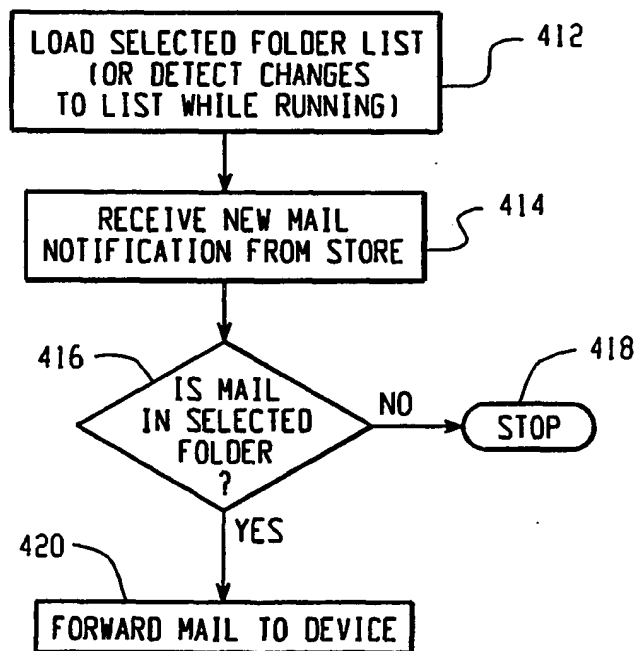 LOAD SELECTED FOLDER LIST
(OR DETECT CHANGES
TO LIST WHILE RUNNING)
412
RECEIVE NEW MAIL
NOTIFICATION FROM STORE
414
416
IS MAIL
IN SELECTED
FOLDER
?
NO
418
STOP
YES
420
FORWARD MAIL TO DEVICE